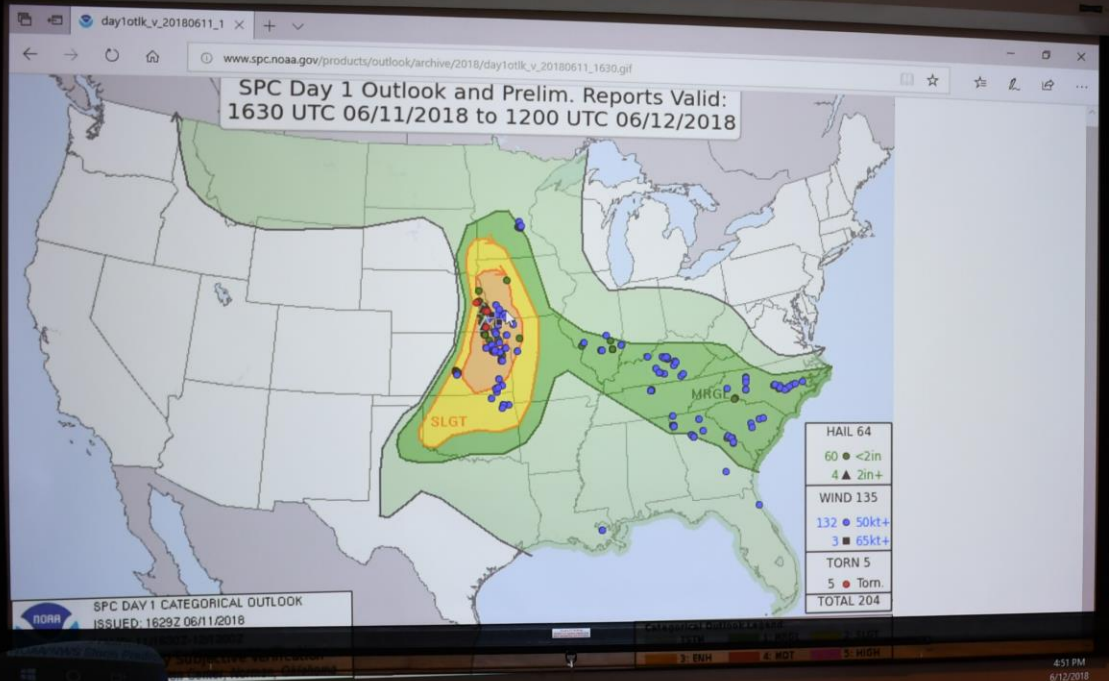 day1otlk_v_20180611_1
www.spc.noaa.gov/products/outlook/archive/2018/day1otlk_v_20180611_1630.gif
SPC Day 1 Outlook and Prelim. Reports Valid:
1630 UTC 06/11/2018 to 1200 UTC 06/12/2018
MRGL
SLGT
HAIL 64
60 <2in
4 2in+
WIND 135
132 50kt+
3 65kt+
TORN 5
5 Torn.
TOTAL 204
NOAA
SPC DAY 1 CATEGORICAL OUTLOOK
ISSUED: 1629Z 06/11/2018
Categorical Outlook Legend
3: ENH 4: MDT 5: HIGH
4:51 PM
6/12/2018